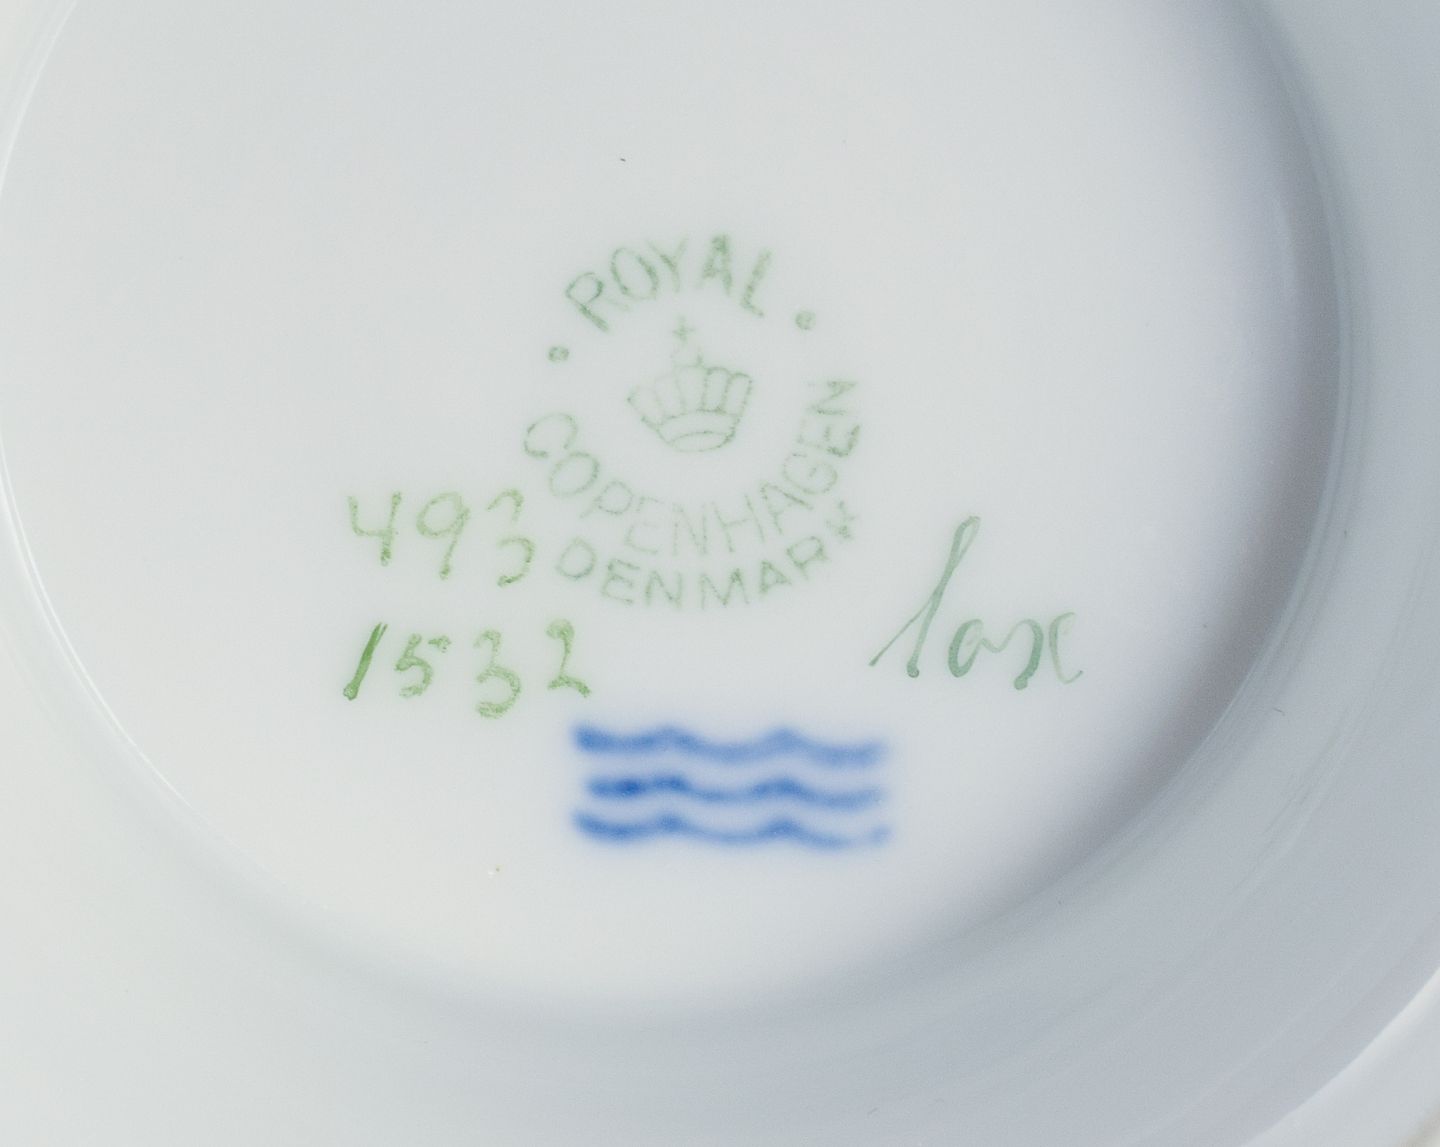 ROYAL
COPENHAGEN
DENMARK
493
1532